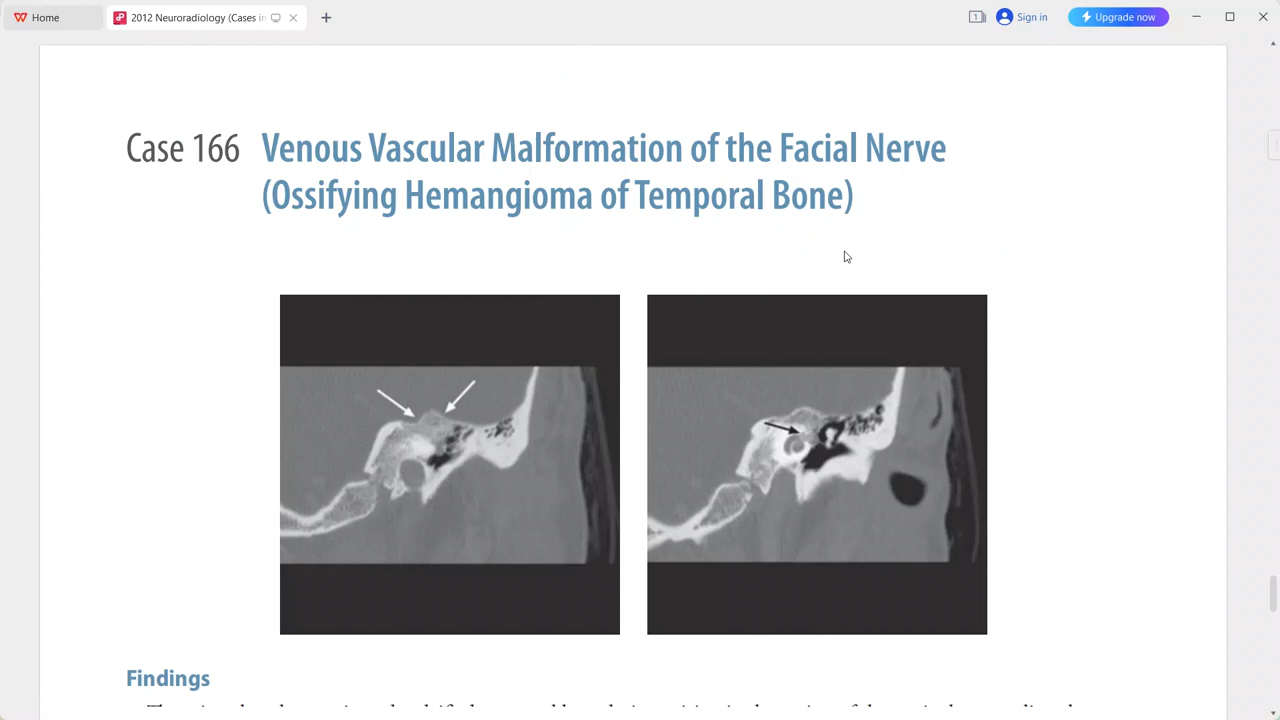 Home
2012 Neuroradiology (Cases in
Sign in
Upgrade now
Case 166 Venous Vascular Malformation of the Facial Nerve
(Ossifying Hemangioma of Temporal Bone)
Findings